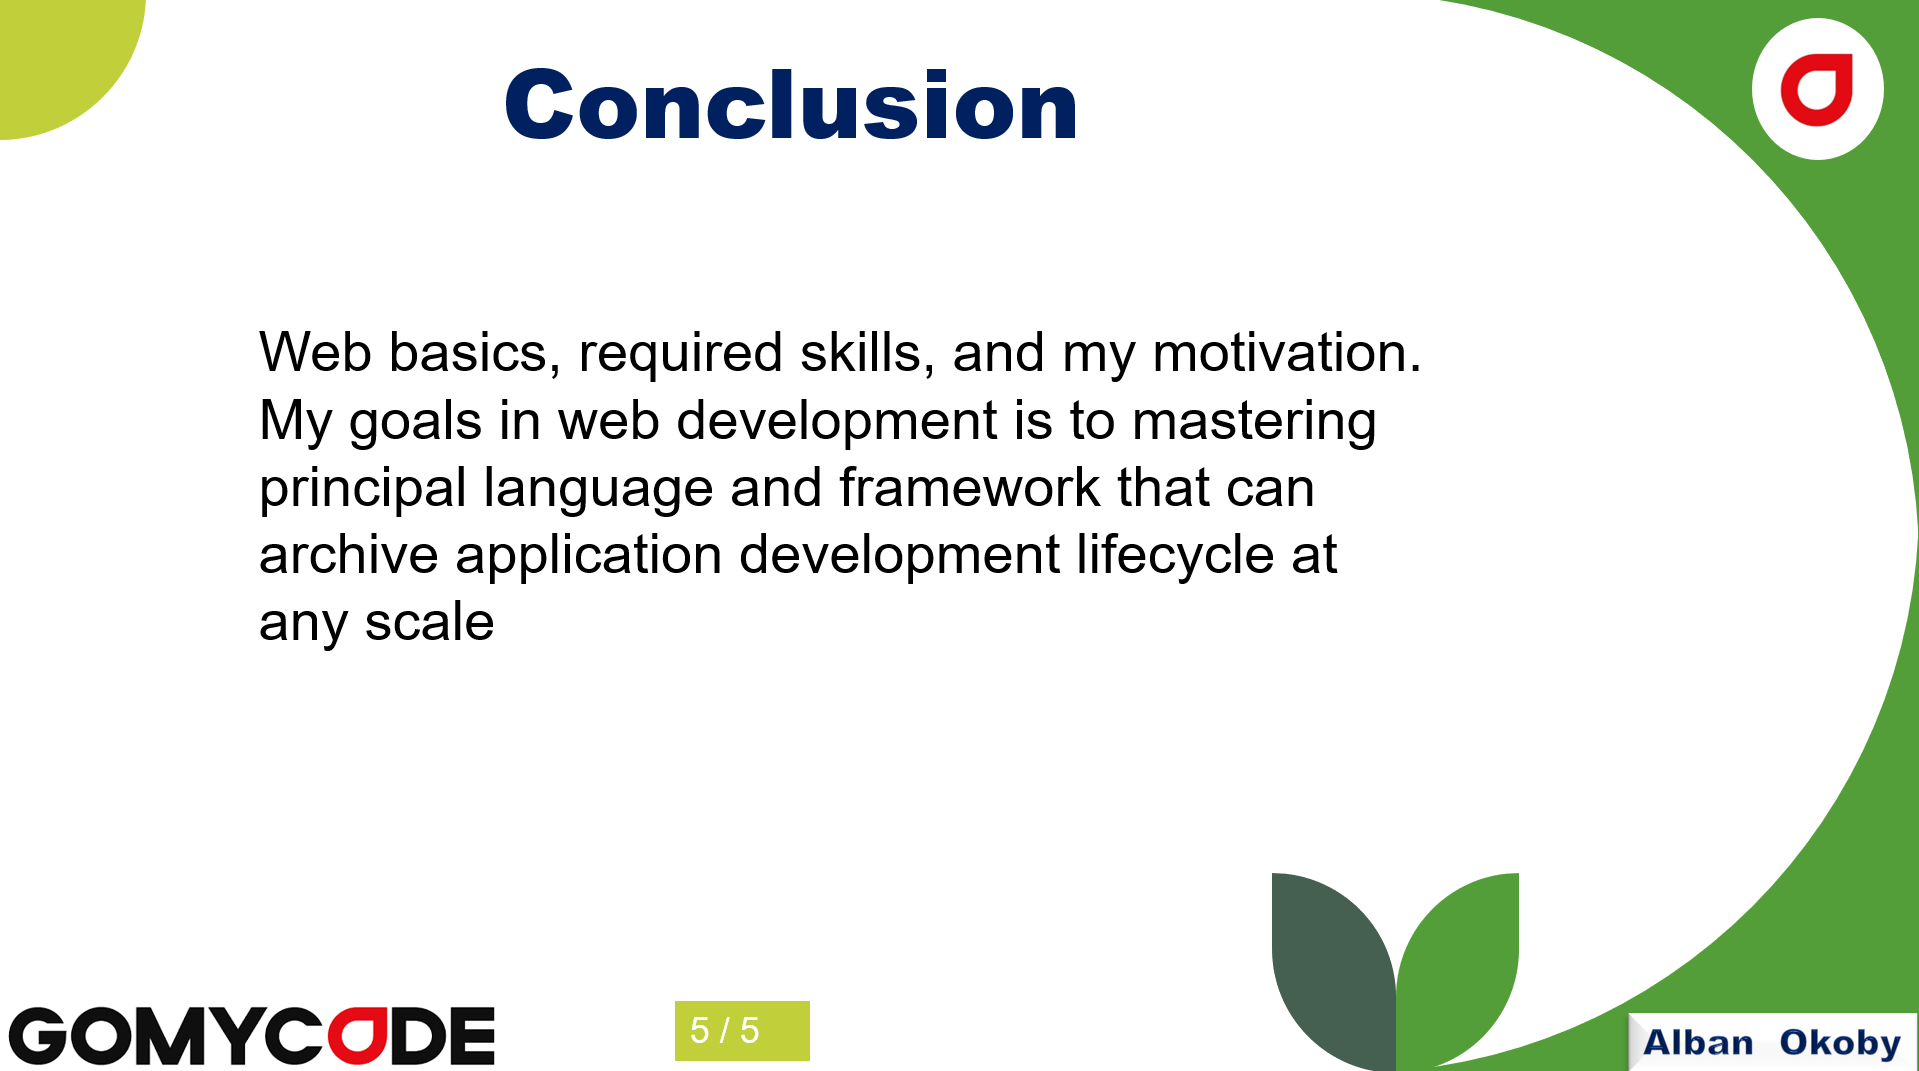 Conclusion
Web basics, required skills, and my motivation.
My goals in web development is to mastering
principal language and framework that can
archive application development lifecycle at
any scale
GOMYCODE
5 / 5
Alban Okoby